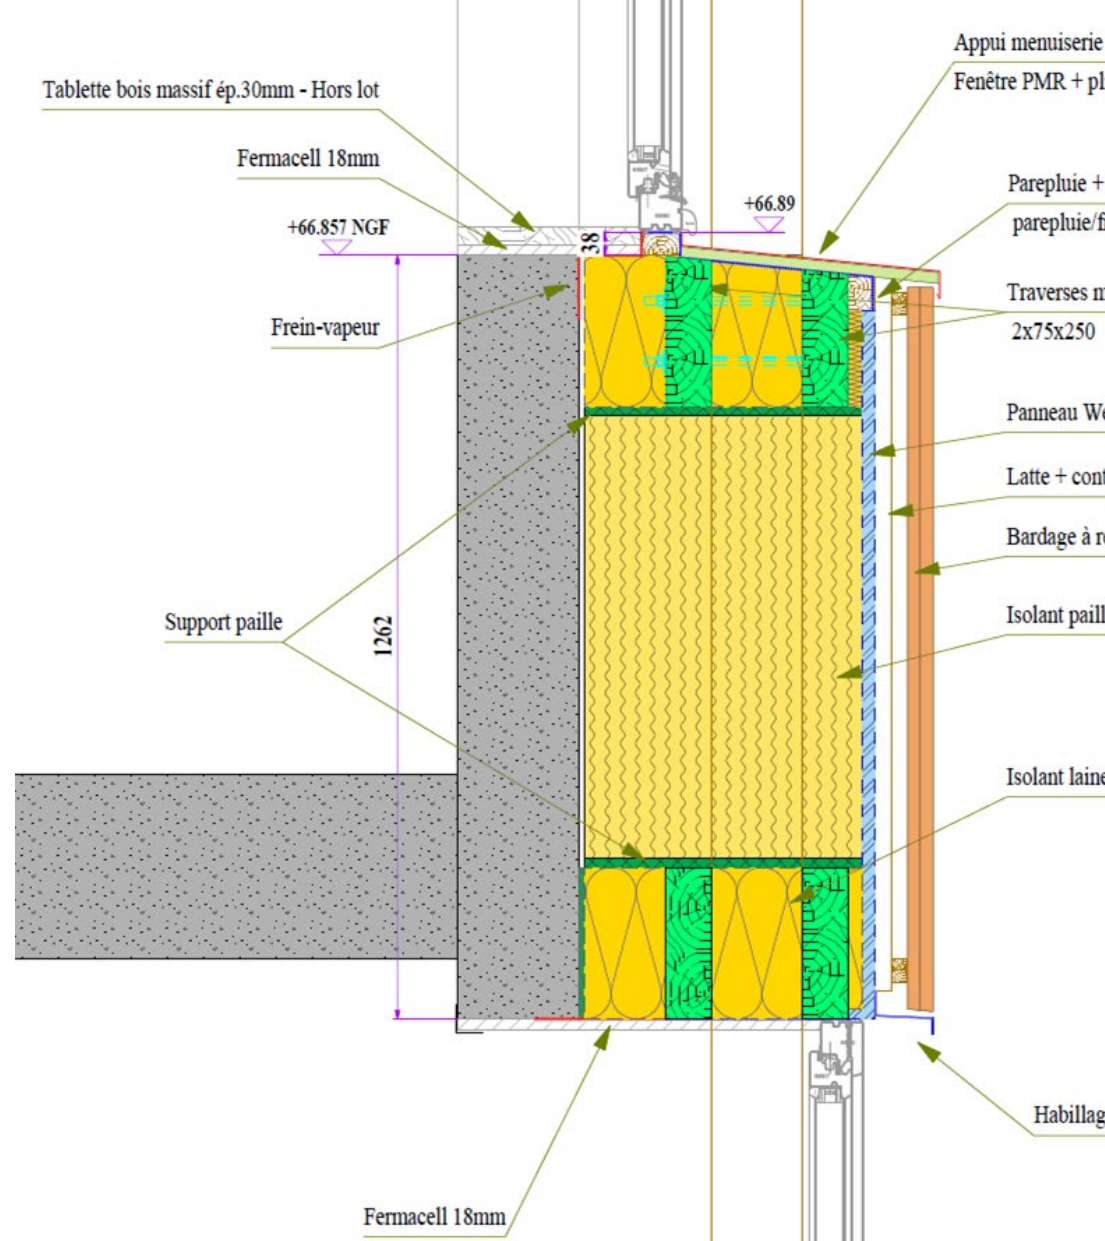 Appui menuiserie
Tablette bois massif ép.30mm - Hors lot
Fenêtre PMR + pl
Fermacell 18mm
Parepluie +
+66.89
parepluie/fi
+66.857 NGF
38
Traverses m
Frein-vapeur
2x75x250
Panneau We
Latte + cont
Bardage à re
Support paille
Isolant paill
1262
Isolant laine
Habillag
Fermacell 18mm